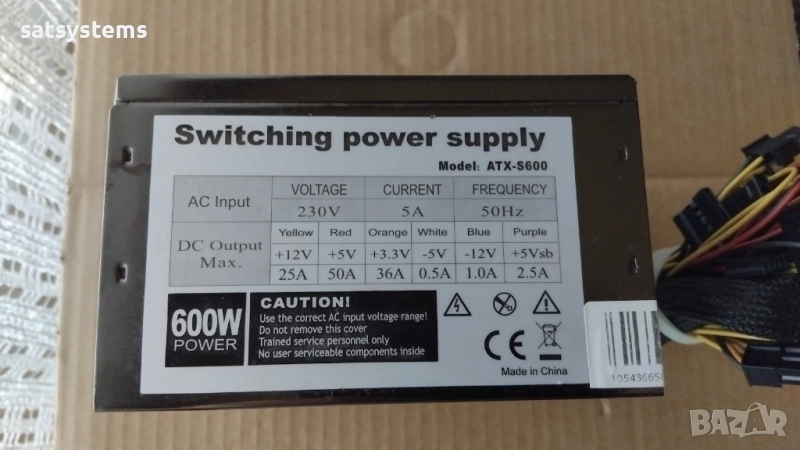 satsystems
Switching power supply
Model: ATX-S600
AC Input VOLTAGE CURRENT FREQUENCY
230V 5A 50Hz
DC Output Max. Yellow Red Orange White Blue Purple
+12V +5V +3.3V -5V -12V +5Vsb
25A 50A 36A 0.5A 1.0A 2.5A
600W
POWER
CAUTION!
Use the correct AC input voltage range!
Do not remove this cover
Trained service personnel only
No user serviceable components inside
CE
Made in China
BAZAR